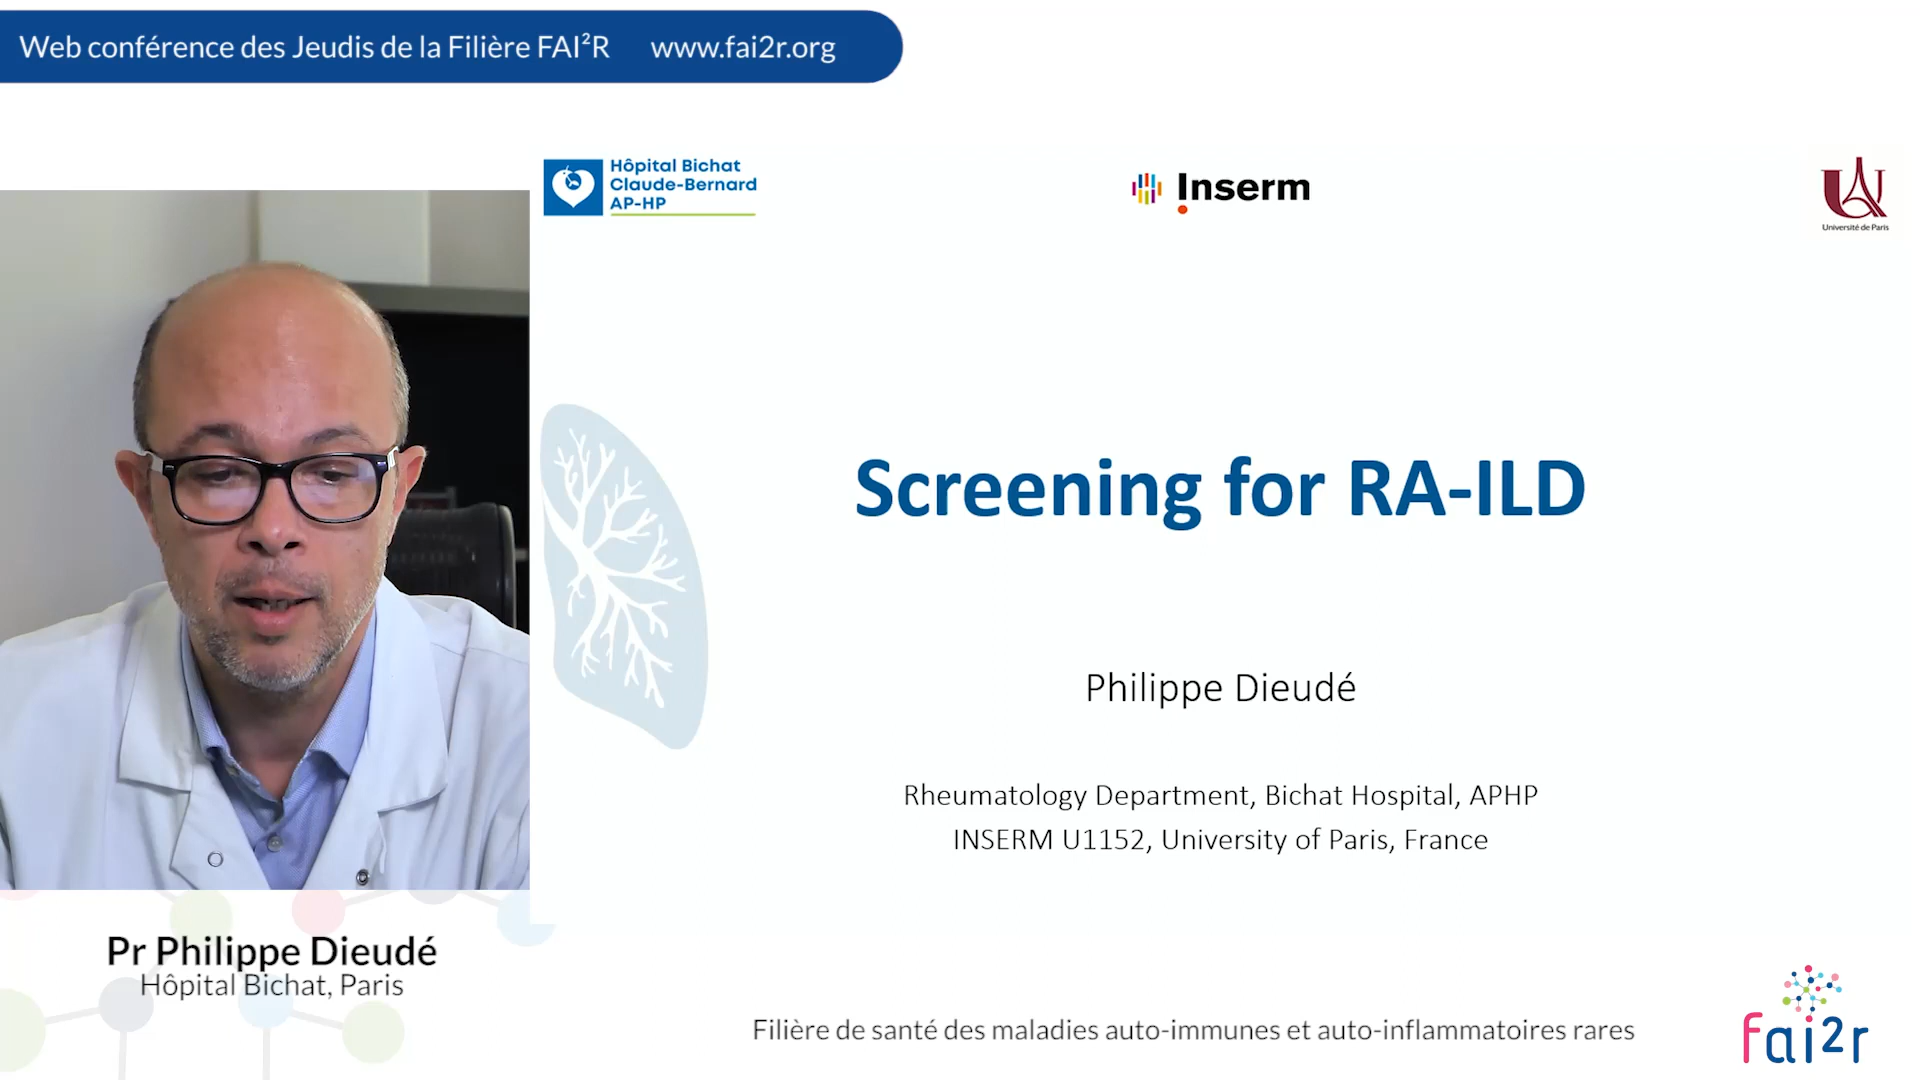 Web conférence des Jeudis de la Filière FAI²R www.fai2r.org
Hôpital Bichat
Claude-Bernard
AP-HP
Inserm
Université de Paris
Screening for RA-ILD
Philippe Dieudé
Rheumatology Department, Bichat Hospital, APHP
INSERM U1152, University of Paris, France
Pr Philippe Dieudé
Hôpital Bichat, Paris
Filière de santé des maladies auto-immunes et auto-inflammatoires rares
fai2r